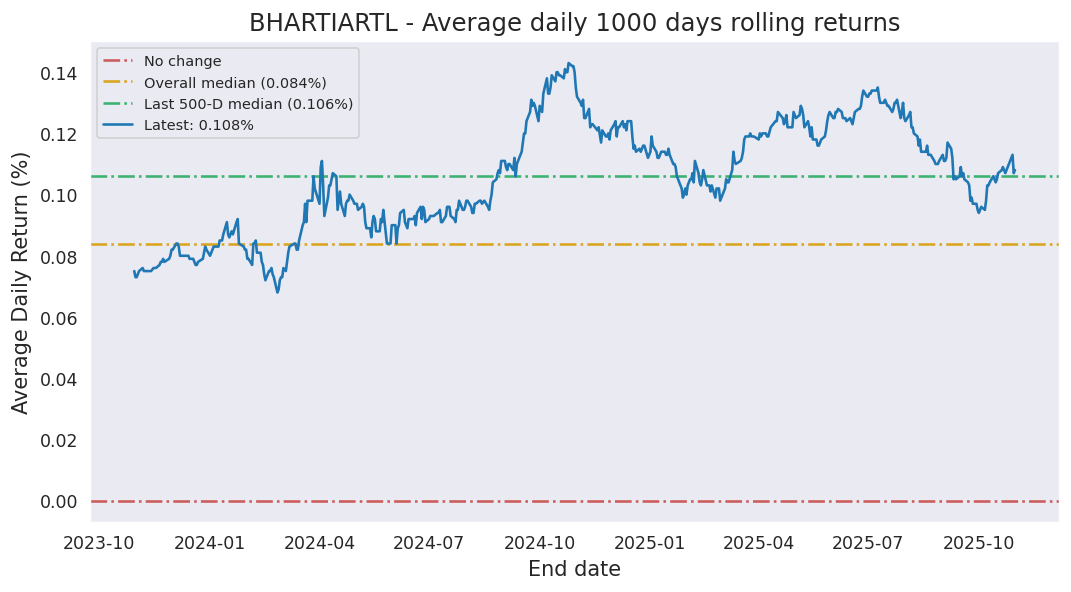 BHARTIARTL - Average daily 1000 days rolling returns
No change
Overall median (0.084%)
Last 500-D median (0.106%)
Latest: 0.108%
Average Daily Return (%)
0.14
0.12
0.10
0.08
0.06
0.04
0.02
0.00
2023-10 2024-01 2024-04 2024-07 2024-10 2025-01 2025-04 2025-07 2025-10
End date